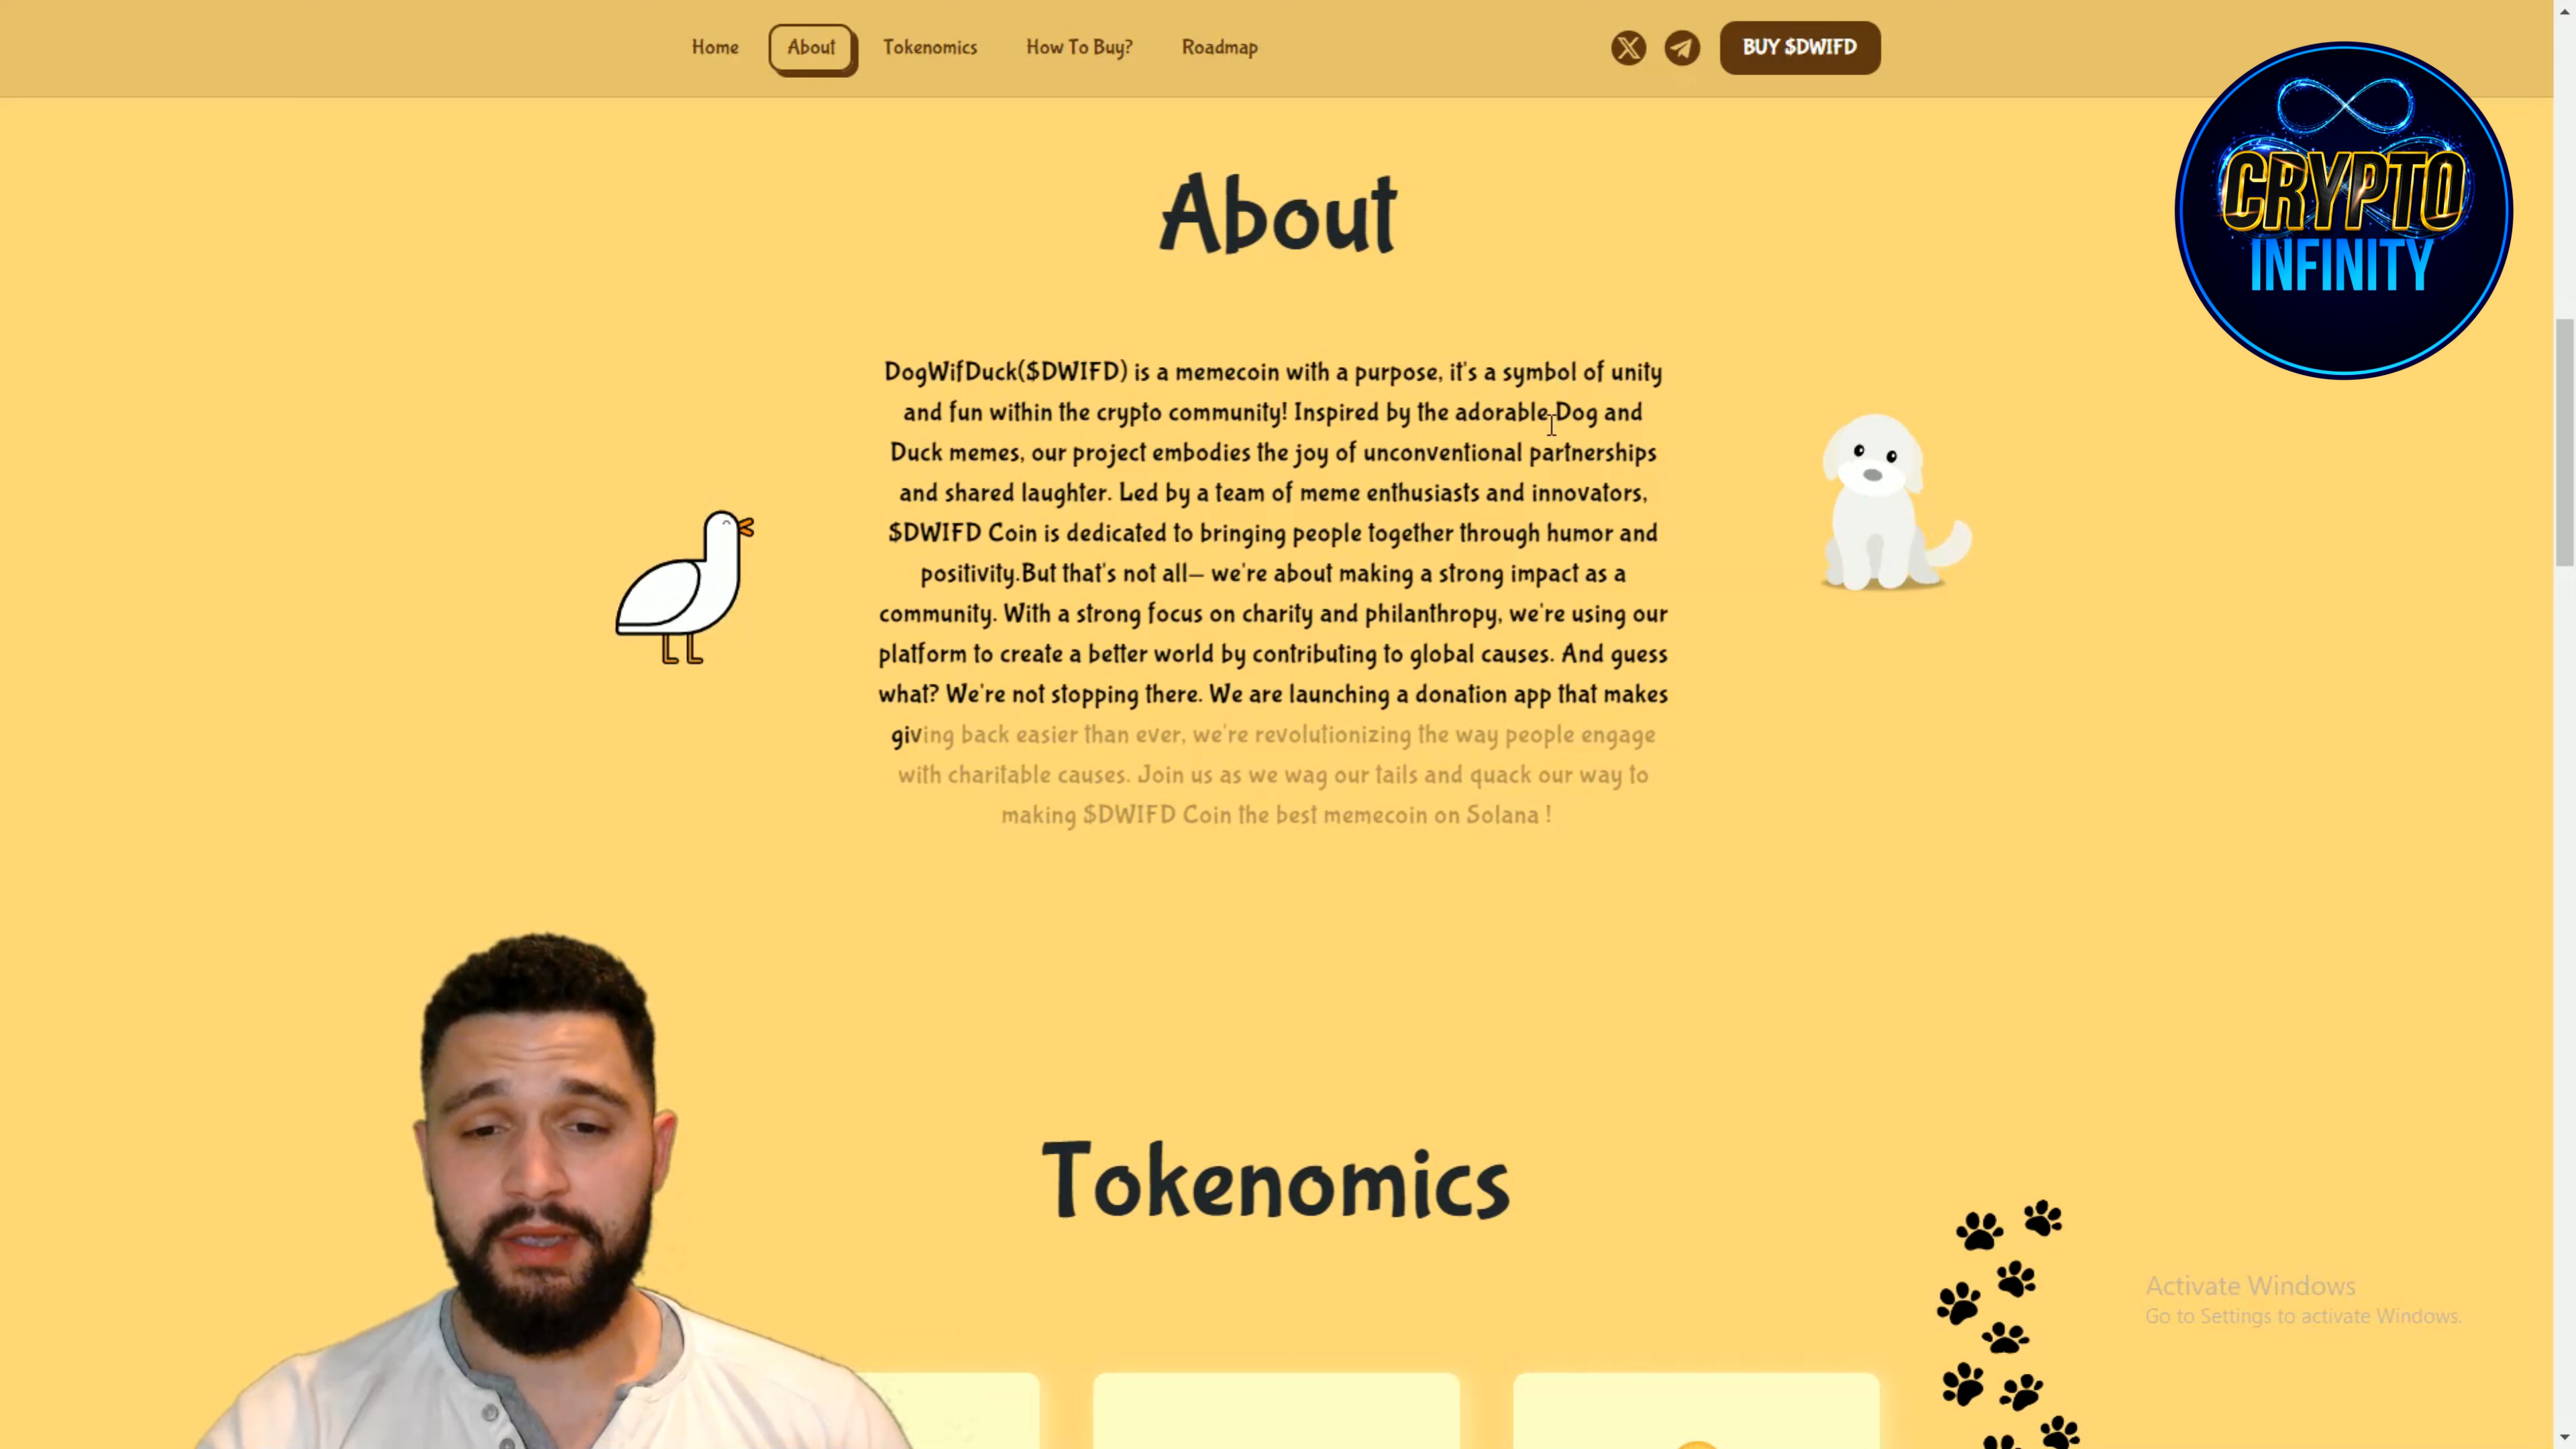 Home
About
Tokenomics
How To Buy?
Roadmap
BUY $DWIFD
CRYPTO
INFINITY
About
DogWifDuck($DWIFD) is a memecoin with a purpose, it's a symbol of unity
and fun within the crypto community! Inspired by the adorable Dog and
Duck memes, our project embodies the joy of unconventional partnerships
and shared laughter. Led by a team of meme enthusiasts and innovators,
$DWIFD Coin is dedicated to bringing people together through humor and
positivity.But that's not all— we're about making a strong impact as a
community. With a strong focus on charity and philanthropy, we're using our
platform to create a better world by contributing to global causes. And guess
what? We're not stopping there. We are launching a donation app that makes
giving back easier than ever, we're revolutionizing the way people engage
with charitable causes. Join us as we wag our tails and quack our way to
making $DWIFD Coin the best memecoin on Solana !
Tokenomics
Activate Windows
Go to Settings to activate Windows.